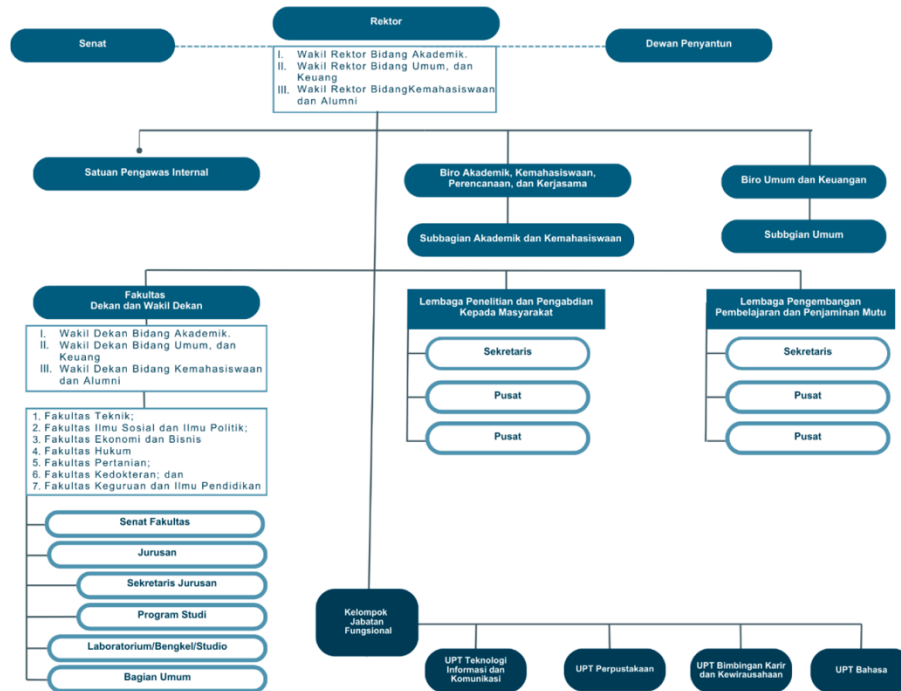 Rektor
Senat
Dewan Penyantun
I. Wakil Rektor Bidang Akademik.
II. Wakil Rektor Bidang Umum, dan
Keuang
III. Wakil Rektor BidangKemahasiswaan
dan Alumni
Satuan Pengawas Internal
Biro Akademik, Kemahasiswaan,
Perencanaan, dan Kerjasama
Biro Umum dan Keuangan
Subbagian Akademik dan Kemahasiswaan
Subbgian Umum
Fakultas
Dekan dan Wakil Dekan
I. Wakil Dekan Bidang Akademik.
II. Wakil Dekan Bidang Umum, dan
Keuang
III. Wakil Dekan Bidang Kemahasiswaan
dan Alumni
1. Fakultas Teknik;
2. Fakultas Ilmu Sosial dan Ilmu Politik;
3. Fakultas Ekonomi dan Bisnis
4. Fakultas Hukum
5. Fakultas Pertanian;
6. Fakultas Kedokteran; dan
7. Fakultas Keguruan dan Ilmu Pendidikan
Senat Fakultas
Jurusan
Sekretaris Jurusan
Program Studi
Laboratorium/Bengkel/Studio
Bagian Umum
Lembaga Penelitian dan Pengabdian
Kepada Masyarakat
Sekretaris
Pusat
Pusat
Lembaga Pengembangan
Pembelajaran dan Penjaminan Mutu
Sekretaris
Pusat
Pusat
Kelompok
Jabatan
Fungsional
UPT Teknologi
Informasi dan
Komunikasi
UPT Perpustakaan
UPT Bimbingan Karir
dan Kewirausahaan
UPT Bahasa